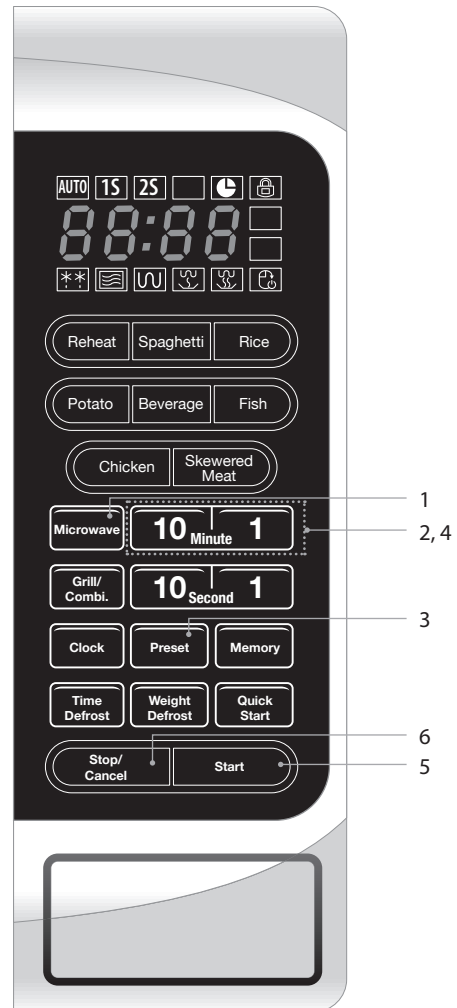 AUTO 1S 2S
88:88
Reheat Spaghetti Rice
Potato Beverage Fish
Chicken Skewered Meat
Microwave 10 Minute 1
1
2, 4
Grill/ Combi. 10 Second 1
Clock Preset Memory
3
Time Defrost Weight Defrost Quick Start
Stop/ Cancel Start
6
5